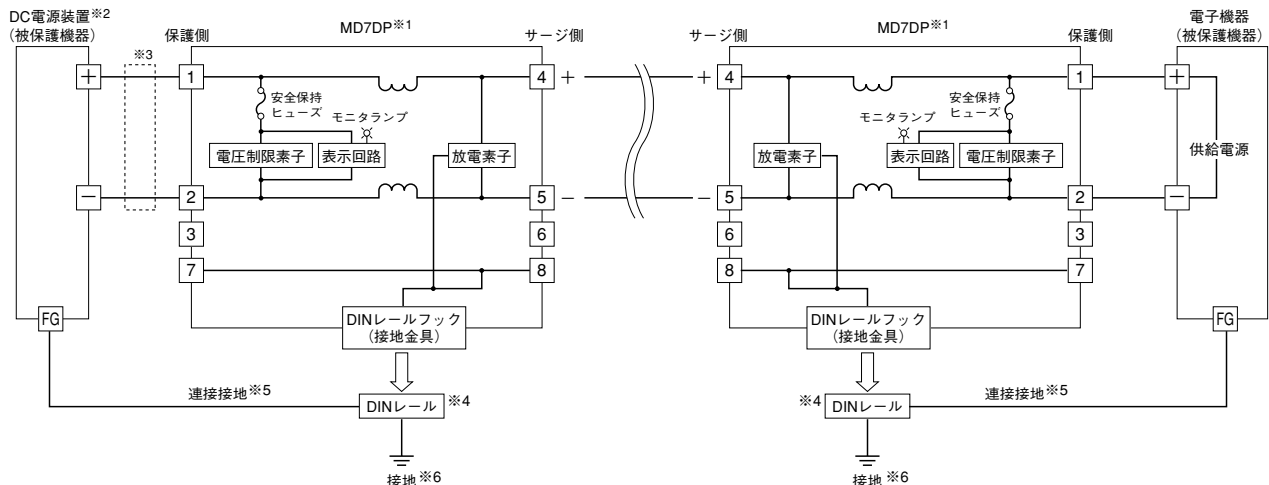 DC電源装置※2
(被保護機器)
保護側
MD7DP※1
サージ側
サージ側
MD7DP※1
保護側
電子機器
(被保護機器)
※3
+
1
4
+
+
4
1
+
安全保持
ヒューズ
モニタランプ
電圧制限素子
表示回路
放電素子
放電素子
モニタランプ
安全保持
ヒューズ
表示回路
電圧制限素子
供給電源
−
2
5
−
−
5
2
−
3
6
6
3
7
8
8
7
FG
DINレールフック
(接地金具)
DINレールフック
(接地金具)
FG
連接接地※5
DINレール
※4
※4
DINレール
連接接地※5
接地※6
接地※6